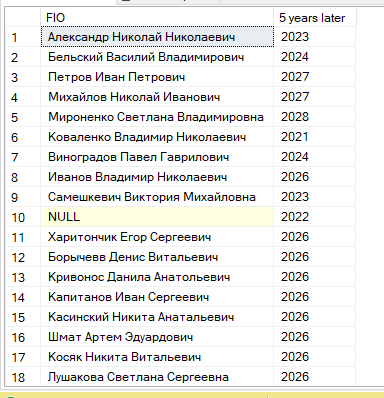 FIO 5 years later
1 Александр Николай Николаевич 2023
2 Бельский Василий Владимирович 2024
3 Петров Иван Петрович 2027
4 Михайлов Николай Иванович 2027
5 Мироненко Светлана Владимировна 2028
6 Коваленко Владимир Николаевич 2021
7 Виноградов Павел Гаврилович 2024
8 Иванов Владимир Николаевич 2026
9 Самешкевич Виктория Михайловна 2023
10 NULL 2022
11 Харитончик Егор Сергеевич 2026
12 Борычевв Денис Витальевич 2026
13 Кривонос Данила Анатольевич 2026
14 Капитанов Иван Сергеевич 2026
15 Касинский Никита Анатальевич 2026
16 Шмат Артем Эдуардович 2026
17 Косяк Никита Витальевич 2026
18 Лушакова Светлана Сергеевна 2026